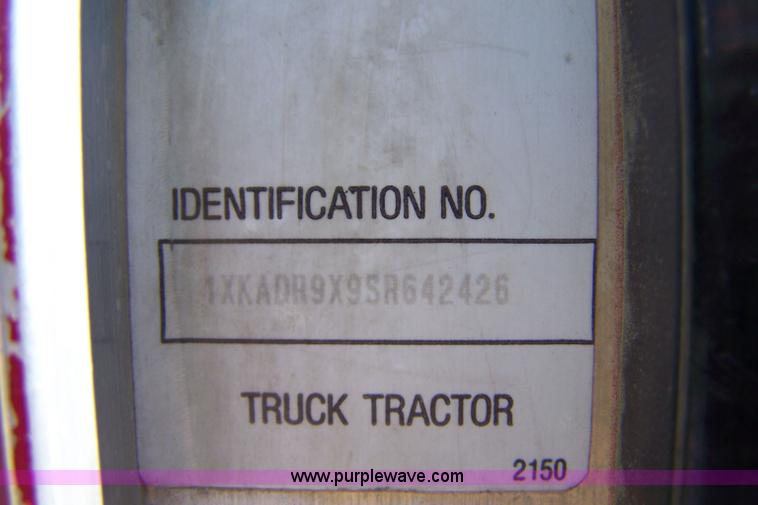 IDENTIFICATION NO.
1XKADR9X9SR642426
TRUCK TRACTOR
2150
www.purplewave.com